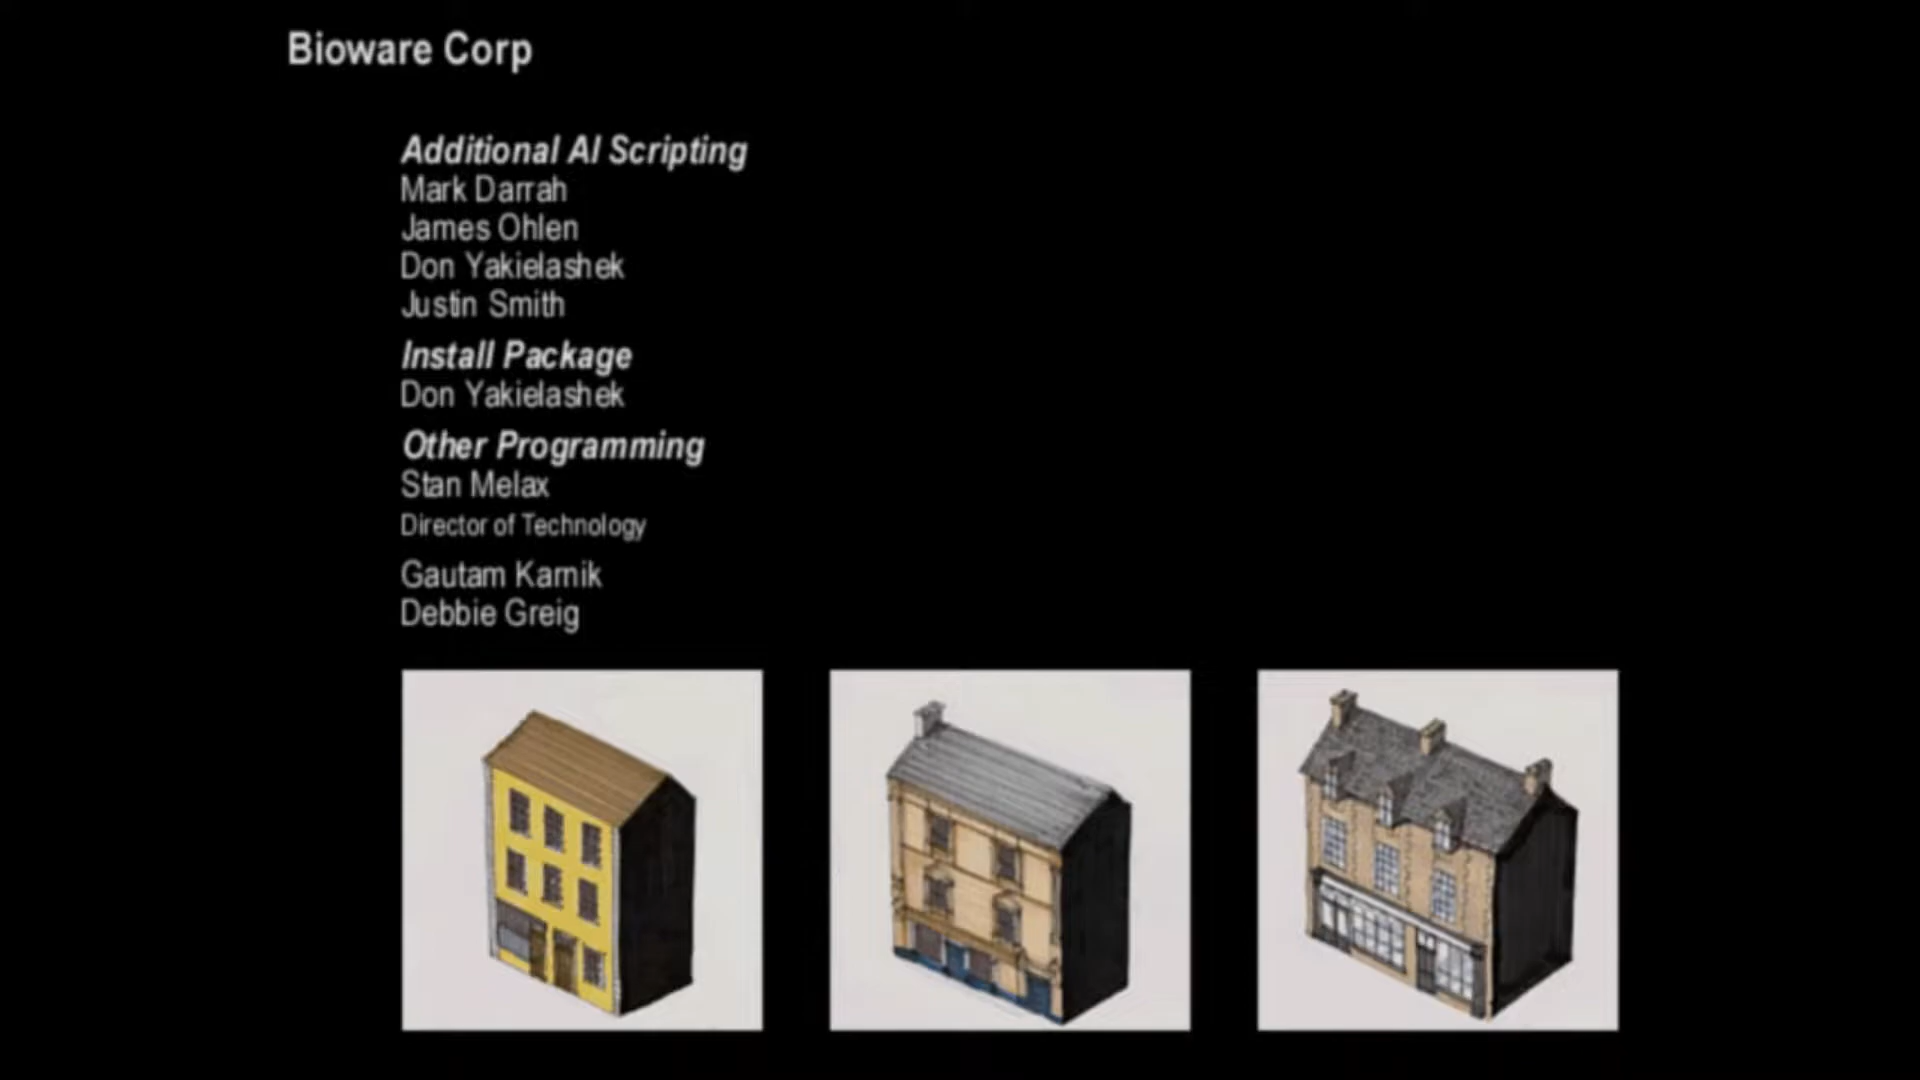 Bioware Corp
Additional AI Scripting
Mark Darrah
James Ohlen
Don Yakielashek
Justin Smith
Install Package
Don Yakielashek
Other Programming
Stan Melax
Director of Technology
Gautam Karnik
Debbie Greig